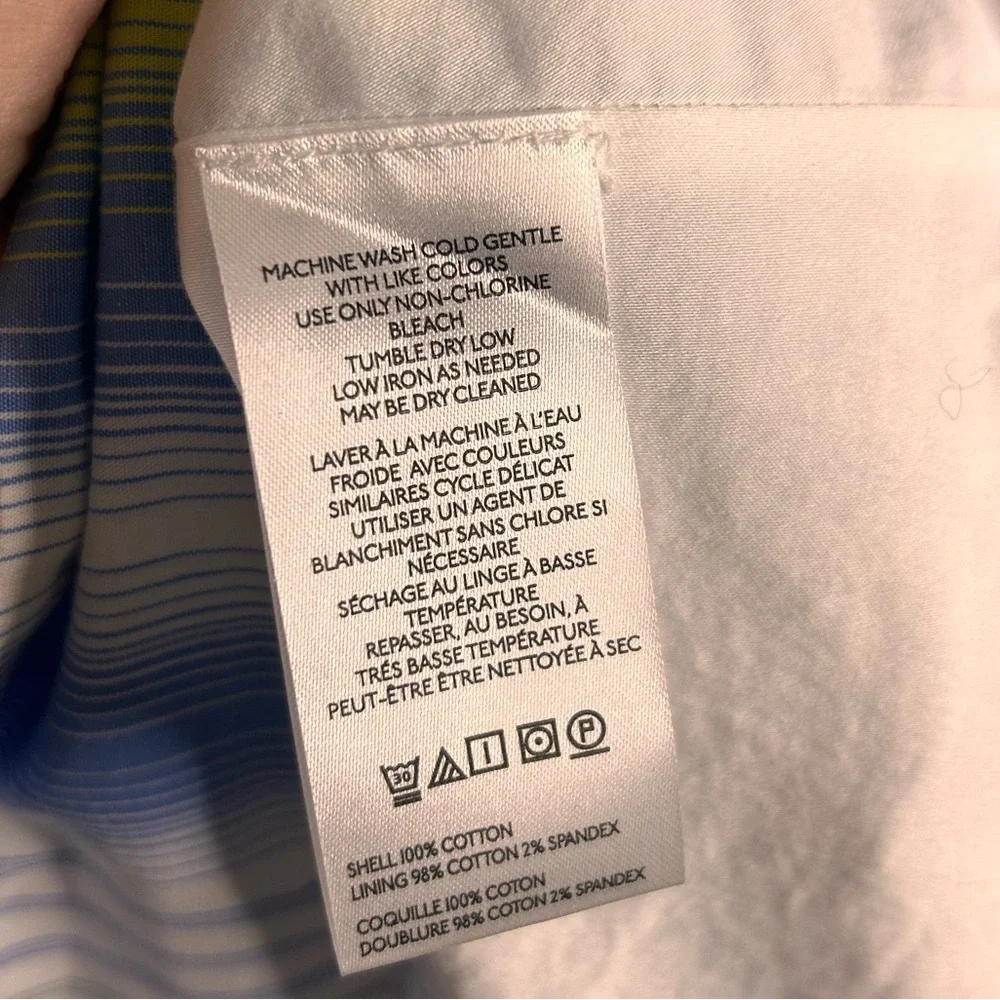 MACHINE WASH COLD GENTLE
WITH LIKE COLORS
USE ONLY NON-CHLORINE
BLEACH
TUMBLE DRY LOW
LOW IRON AS NEEDED
MAY BE DRY CLEANED
LAVER À LA MACHINE À L'EAU
FROIDE AVEC COULEURS
SIMILAIRES CYCLE DÉLICAT
UTILISER UN AGENT DE
BLANCHIMENT SANS CHLORE SI
NÉCESSAIRE
SÉCHAGE AU LINGE À BASSE
TEMPÉRATURE
REPASSER, AU BESOIN, À
TRÉS BASSE TEMPÉRATURE
PEUT-ÊTRE ÊTRE NETTOYÉE À SEC
30 P
SHELL 100% COTTON
LINING 98% COTTON 2% SPANDEX
COQUILLE 100% COTON
DOUBLURE 98% COTON 2% SPANDEX